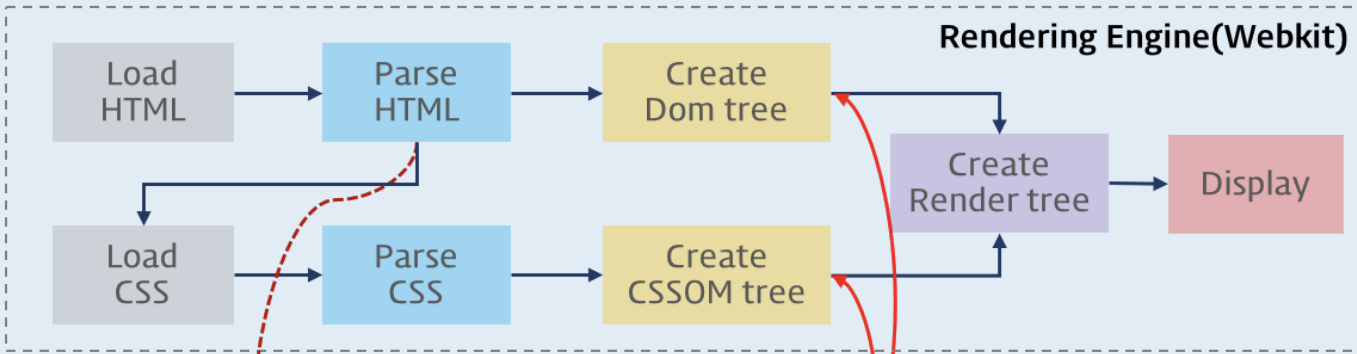 Rendering Engine(Webkit)
Load
HTML
Parse
HTML
Create
Dom tree
Create
Render tree
Display
Load
CSS
Parse
CSS
Create
CSSOM tree